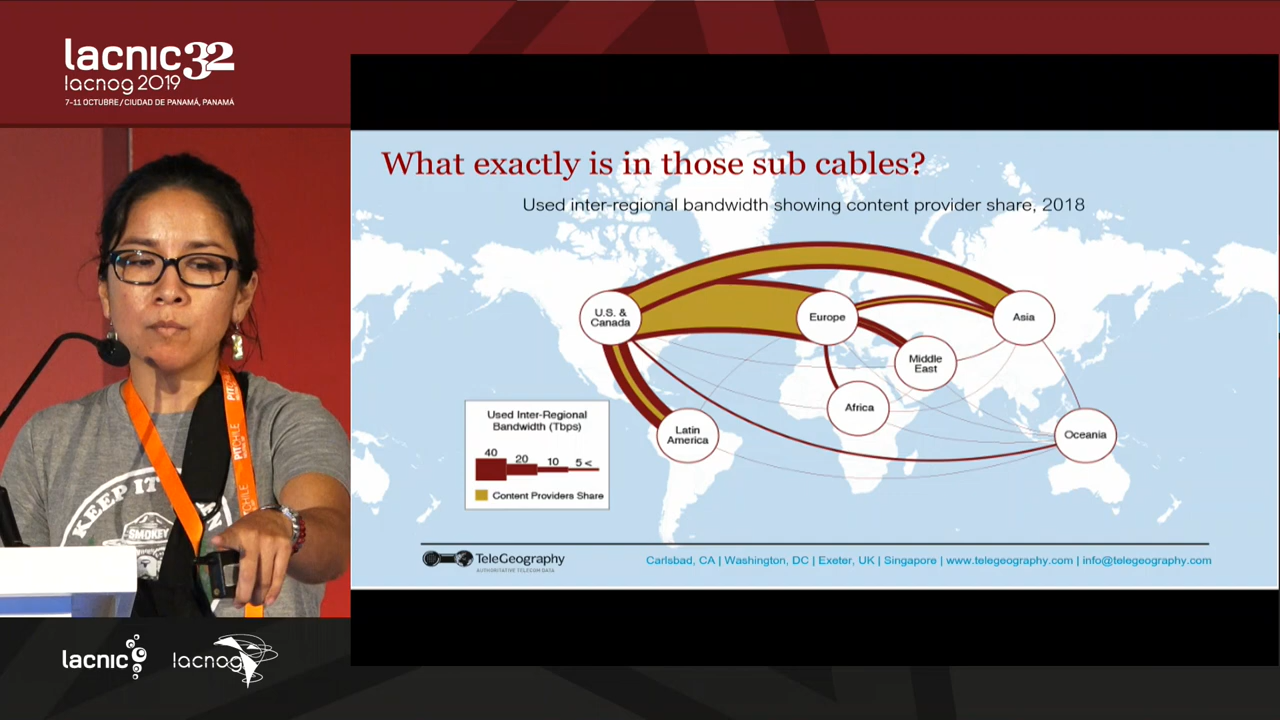 lacnic32
lacnog 2019
7-11 OCTUBRE / CIUDAD DE PANAMÁ, PANAMÁ
What exactly is in those sub cables?
Used inter-regional bandwidth showing content provider share, 2018
U.S. &
Canada
Europe
Asia
Middle
East
Africa
Latin
America
Oceania
Used Inter-Regional
Bandwidth (Tbps)
40 20 10 5 <
Content Providers Share
TeleGeography
AUTHORITATIVE TELECOM DATA
Carlsbad, CA | Washington, DC | Exeter, UK | Singapore | www.telegeography.com | info@telegeography.com
KEEP IT
SMOKEY
lacnic
lacnog